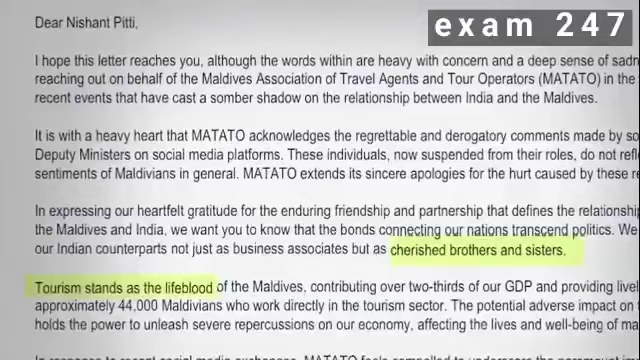 exam 247
Dear Nishant Pitti,
I hope this letter reaches you, although the words within are heavy with concern and a deep sense of
reaching out on behalf of the Maldives Association of Travel Agents and Tour Operators (MATATO) in the
recent events that have cast a somber shadow on the relationship between India and the Maldives.
It is with a heavy heart that MATATO acknowledges the regrettable and derogatory comments made by
Deputy Ministers on social media platforms. These individuals, now suspended from their roles, do not
sentiments of Maldivians in general. MATATO extends its sincere apologies for the hurt caused by these
In expressing our heartfelt gratitude for the enduring friendship and partnership that defines the
the Maldives and India, we want you to know that the bonds connecting our nations transcend politics. We
our Indian counterparts not just as business associates but as cherished brothers and sisters.
Tourism stands as the lifeblood of the Maldives, contributing over two-thirds of our GDP and providing
approximately 44,000 Maldivians who work directly in the tourism sector. The potential adverse impact on
holds the power to unleash severe repercussions on our economy, affecting the lives and well-being of